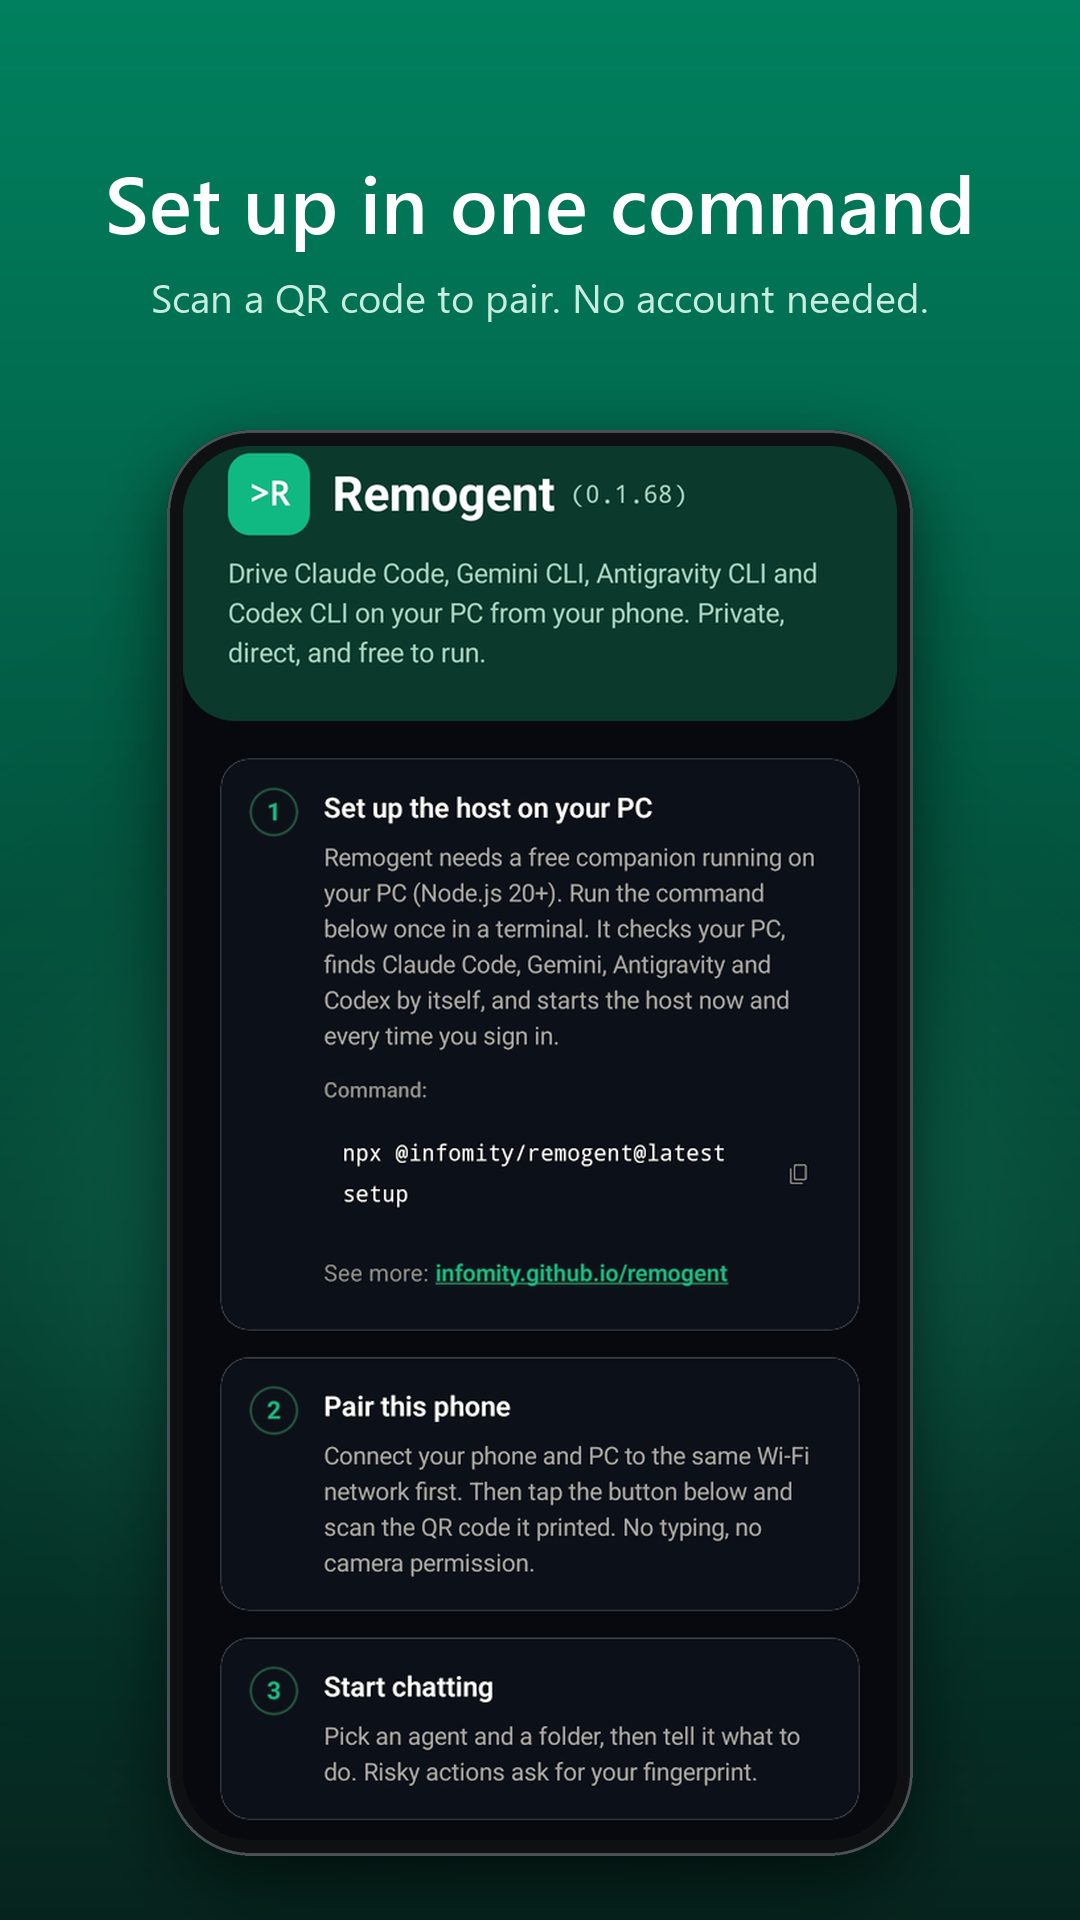 Set up in one command
Scan a QR code to pair. No account needed.
>R
Remogent (0.1.68)
Drive Claude Code, Gemini CLI, Antigravity CLI and
Codex CLI on your PC from your phone. Private,
direct, and free to run.
1
Set up the host on your PC
Remogent needs a free companion running on
your PC (Node.js 20+). Run the command
below once in a terminal. It checks your PC,
finds Claude Code, Gemini, Antigravity and
Codex by itself, and starts the host now and
every time you sign in.
Command:
npx @infomity/remogent@latest
setup
See more: infomity.github.io/remogent
2
Pair this phone
Connect your phone and PC to the same Wi-Fi
network first. Then tap the button below and
scan the QR code it printed. No typing, no
camera permission.
3
Start chatting
Pick an agent and a folder, then tell it what to
do. Risky actions ask for your fingerprint.